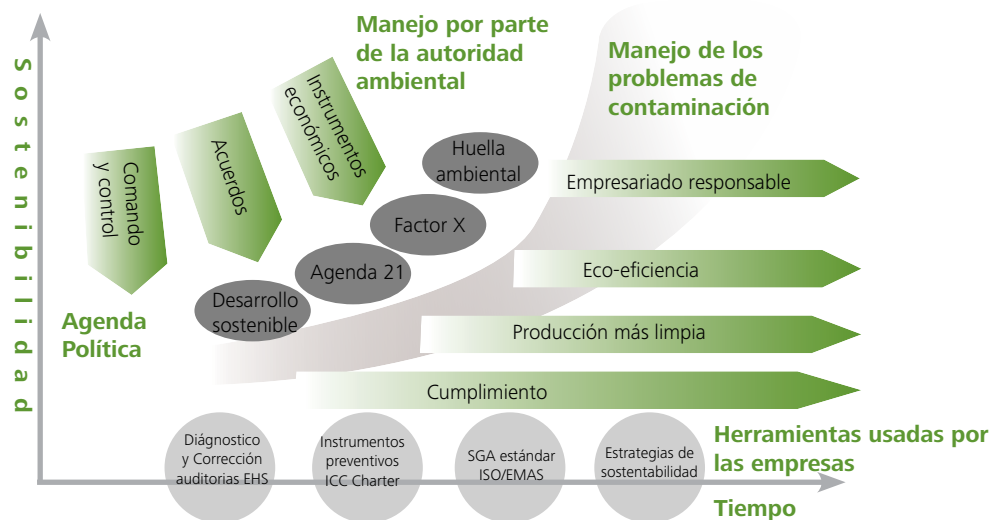 Sostenibilidad
Manejo por parte
de la autoridad
ambiental
Manejo de los
problemas de
contaminación
Comando
y control
Acuerdos
Instrumentos
económicos
Huella
ambiental
Factor X
Agenda 21
Desarrollo
sostenible
Agenda
Política
Empresariado responsable
Eco-eficiencia
Producción más limpia
Cumplimiento
Diágnostico
y Corrección
auditorias EHS
Instrumentos
preventivos
ICC Charter
SGA estándar
ISO/EMAS
Estrategias de
sostentabilidad
Herramientas usadas por
las empresas
Tiempo